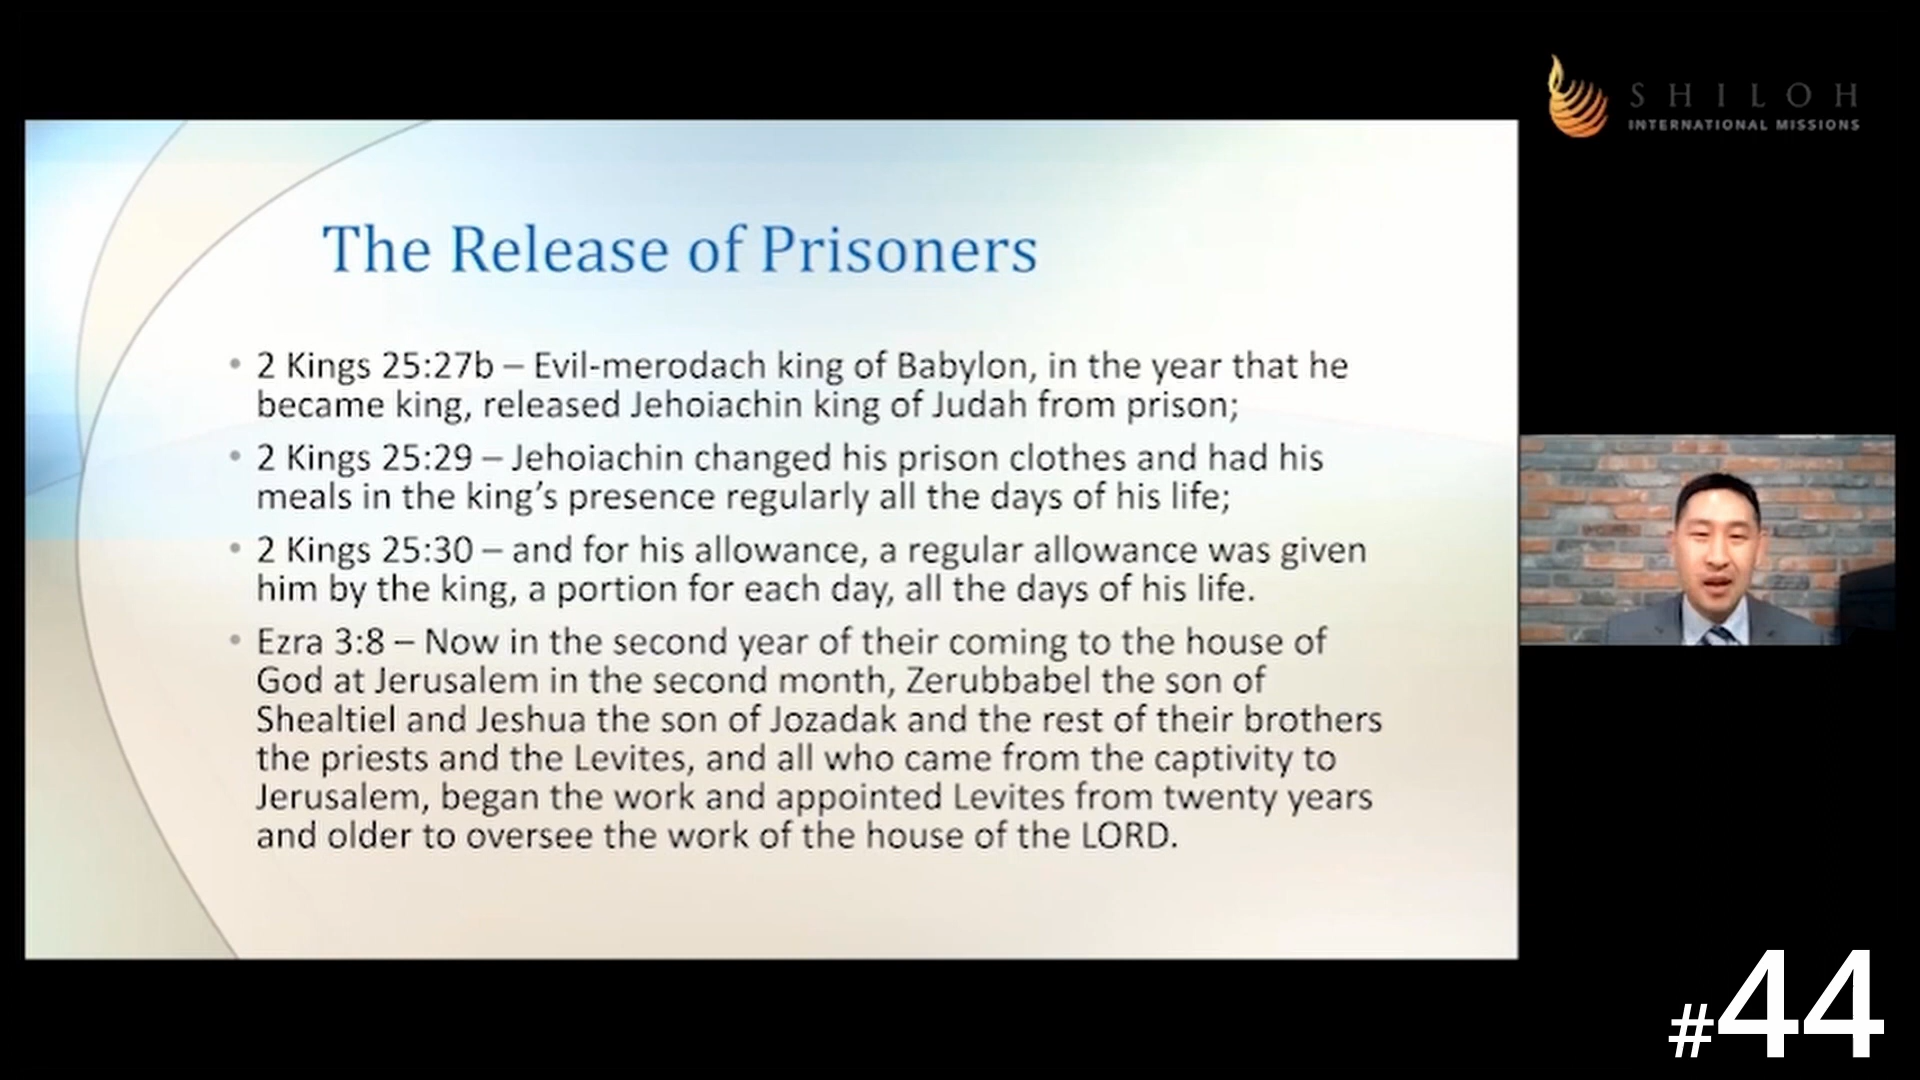 SHILOH
INTERNATIONAL MISSIONS
The Release of Prisoners
• 2 Kings 25:27b – Evil-merodach king of Babylon, in the year that he
became king, released Jehoiachin king of Judah from prison;
• 2 Kings 25:29 – Jehoiachin changed his prison clothes and had his
meals in the king’s presence regularly all the days of his life;
• 2 Kings 25:30 – and for his allowance, a regular allowance was given
him by the king, a portion for each day, all the days of his life.
• Ezra 3:8 – Now in the second year of their coming to the house of
God at Jerusalem in the second month, Zerubbabel the son of
Shealtiel and Jeshua the son of Jozadak and the rest of their brothers
the priests and the Levites, and all who came from the captivity to
Jerusalem, began the work and appointed Levites from twenty years
and older to oversee the work of the house of the LORD.
#44